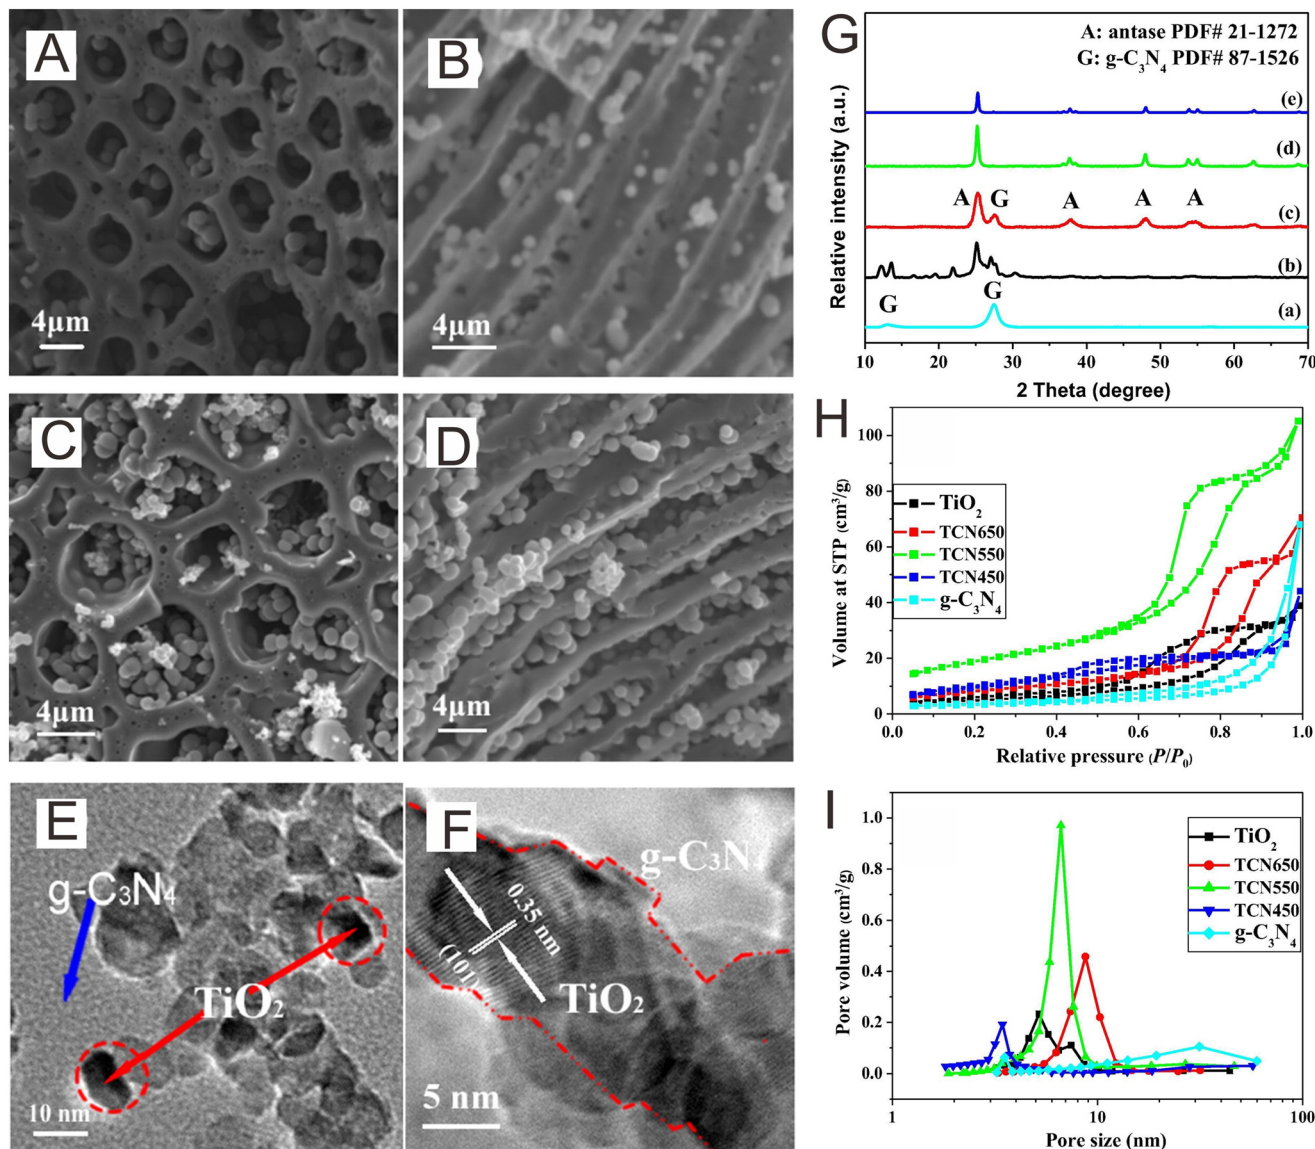 A
4μm
B
4μm
C
4μm
D
4μm
E
g-C₃N₄
TiO₂
10 nm
F
g-C₃N
0.35 nm
(101)
TiO₂
5 nm
G
A: antase PDF# 21-1272
G: g-C₃N₄ PDF# 87-1526
Relative intensity (a.u.)
(e)
(d)
A G A A A
(c)
(b)
G G
(a)
10 20 30 40 50 60 70
2 Theta (degree)
H
100
80
60
40
20
0
Volume at STP (cm³/g)
TiO₂
TCN650
TCN550
TCN450
g-C₃N₄
0.0 0.2 0.4 0.6 0.8 1.0
Relative pressure (P/P₀)
I
1.0
0.8
0.6
0.4
0.2
0.0
Pore volume (cm³/g)
TiO₂
TCN650
TCN550
TCN450
g-C₃N₄
1 10 100
Pore size (nm)